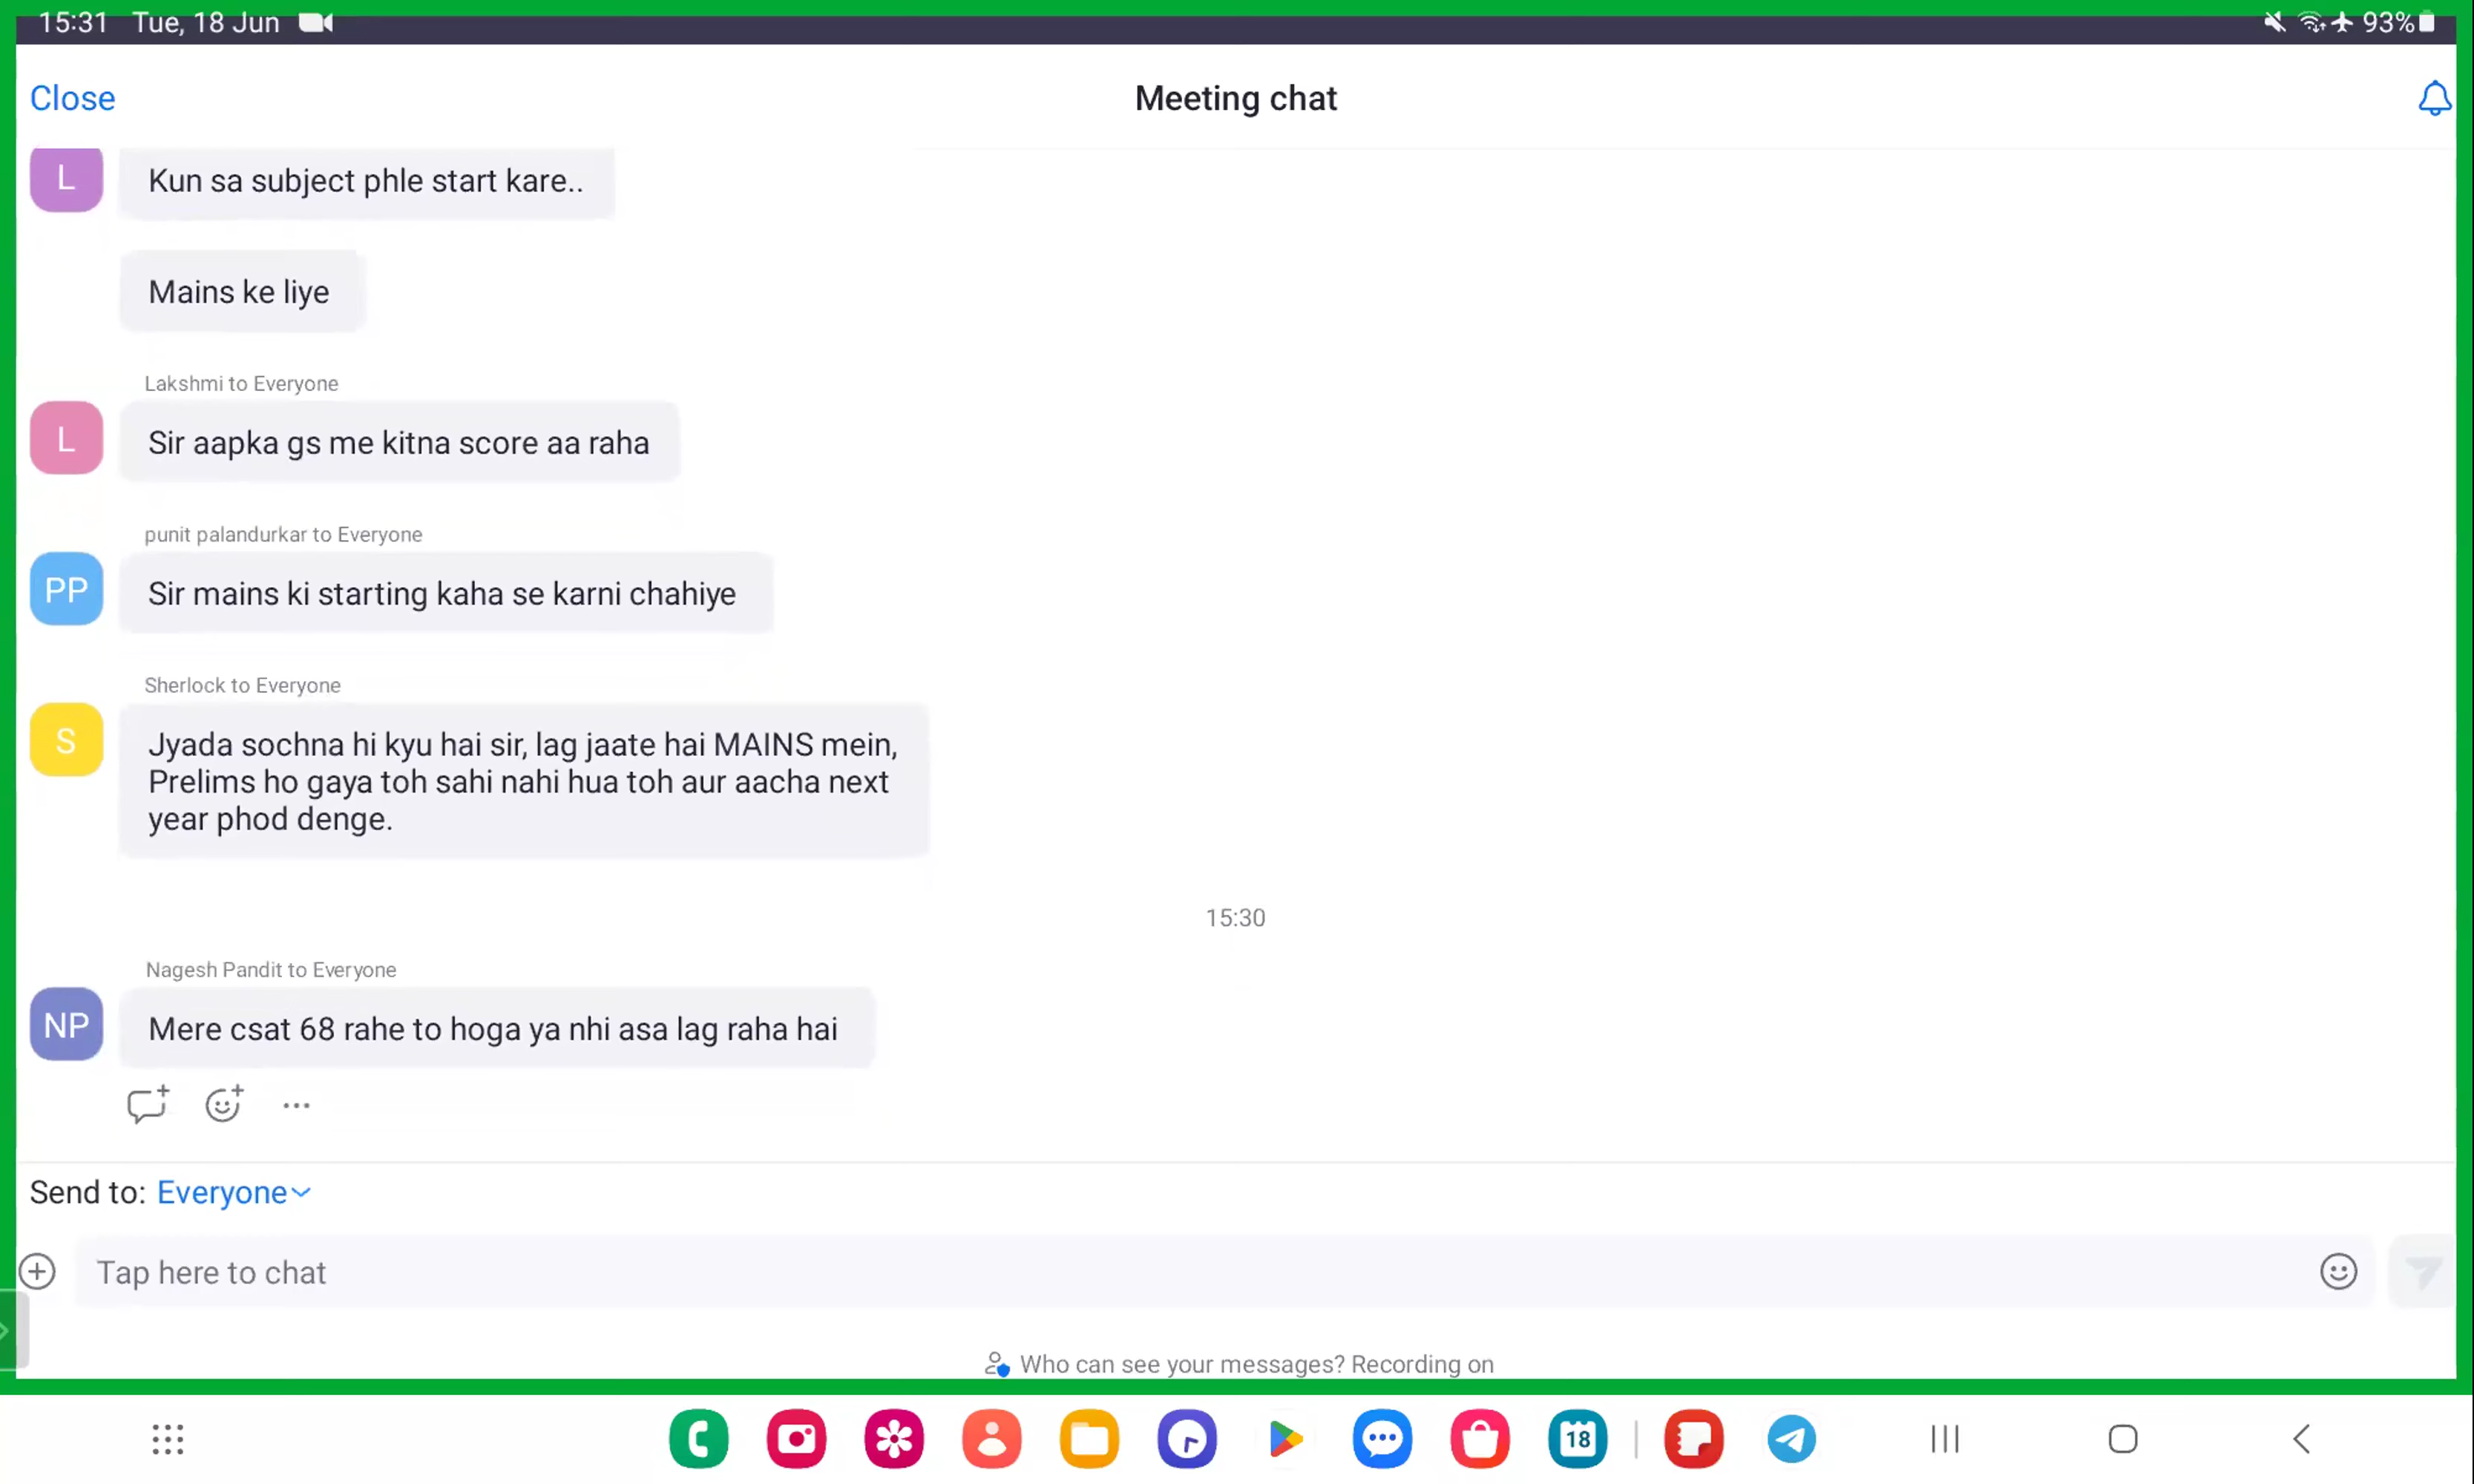 15:31 Tue, 18 Jun 93%
Close Meeting chat
L Kun sa subject phle start kare..
Mains ke liye
Lakshmi to Everyone
L Sir aapka gs me kitna score aa raha
punit palandurkar to Everyone
PP Sir mains ki starting kaha se karni chahiye
Sherlock to Everyone
S Jyada sochna hi kyu hai sir, lag jaate hai MAINS mein,
Prelims ho gaya toh sahi nahi hua toh aur aacha next
year phod denge.
15:30
Nagesh Pandit to Everyone
NP Mere csat 68 rahe to hoga ya nhi asa lag raha hai
Send to: Everyone
Tap here to chat
Who can see your messages? Recording on
18